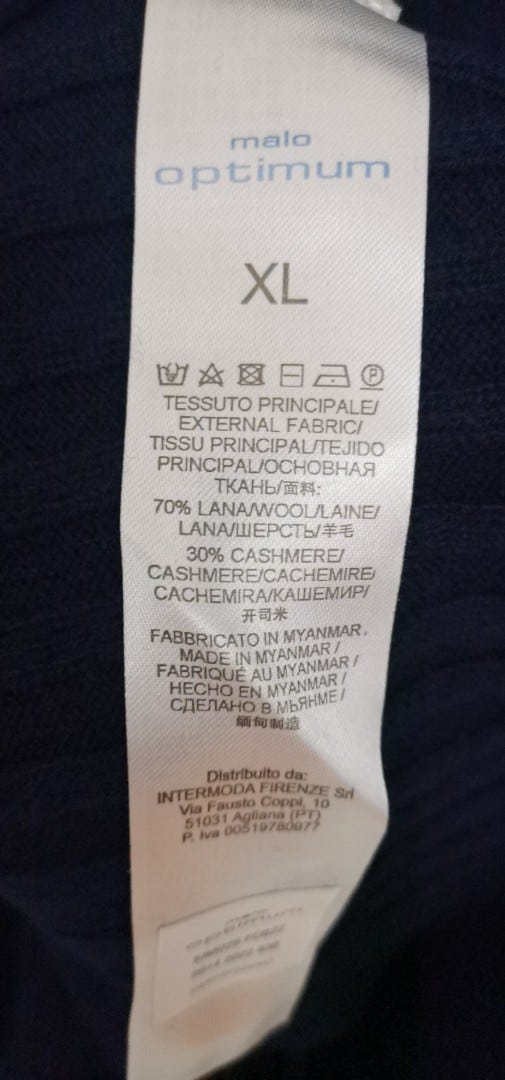 malo
optimum
XL
TESSUTO PRINCIPALE/
EXTERNAL FABRIC/
TISSU PRINCIPAL/TEJIDO
PRINCIPAL/ОСНОВНАЯ
ТКАНЬ/面料:
70% LANA/WOOL/LAINE/
LANA/ШЕРСТЬ/羊毛
30% CASHMERE/
CASHMERE/CACHEMIRE/
CACHEMIRA/КАШЕМИР/
开司米
FABBRICATO IN MYANMAR,
MADE IN MYANMAR/
FABRIQUÉ AU MYANMAR/
HECHO EN MYANMAR/
СДЕЛАНО В МЬЯНМЕ/
缅甸制造
Distribuito da:
INTERMODA FIRENZE Srl
Via Fausto Coppi, 10
51031 Agliana (PT)
P. Iva 00519780977
malo
optimum